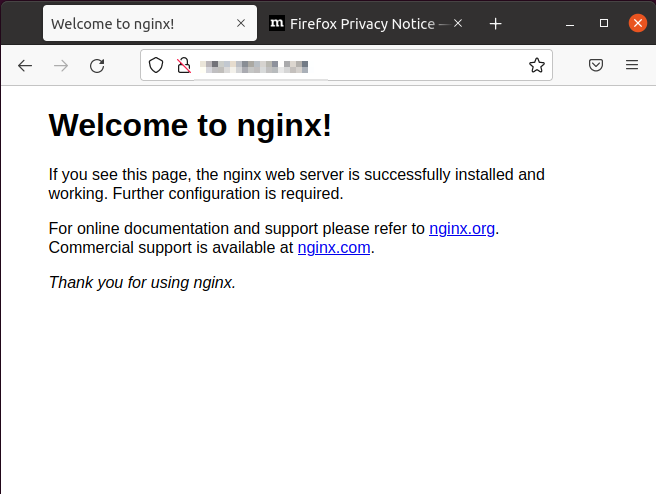 Welcome to nginx!
m Firefox Privacy Notice —
Welcome to nginx!
If you see this page, the nginx web server is successfully installed and
working. Further configuration is required.
For online documentation and support please refer to nginx.org.
Commercial support is available at nginx.com.
Thank you for using nginx.